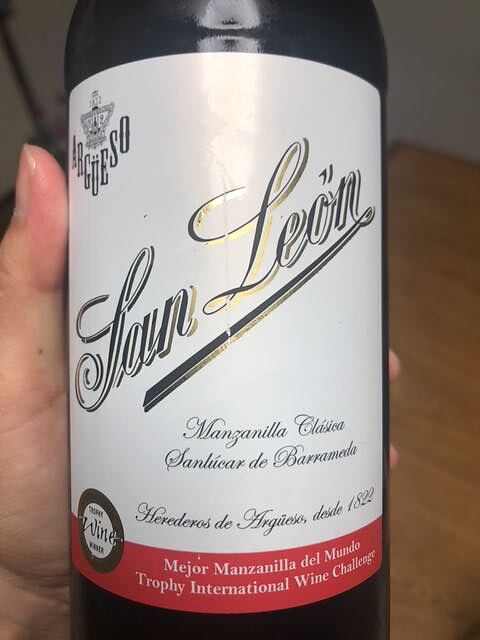 ARGÜESO
San León
Manzanilla Clásica
Sanlúcar de Barrameda
Herederos de Argüeso, desde 1822
TROPHY
Wine
WINNER
Mejor Manzanilla del Mundo
Trophy International Wine Challenge